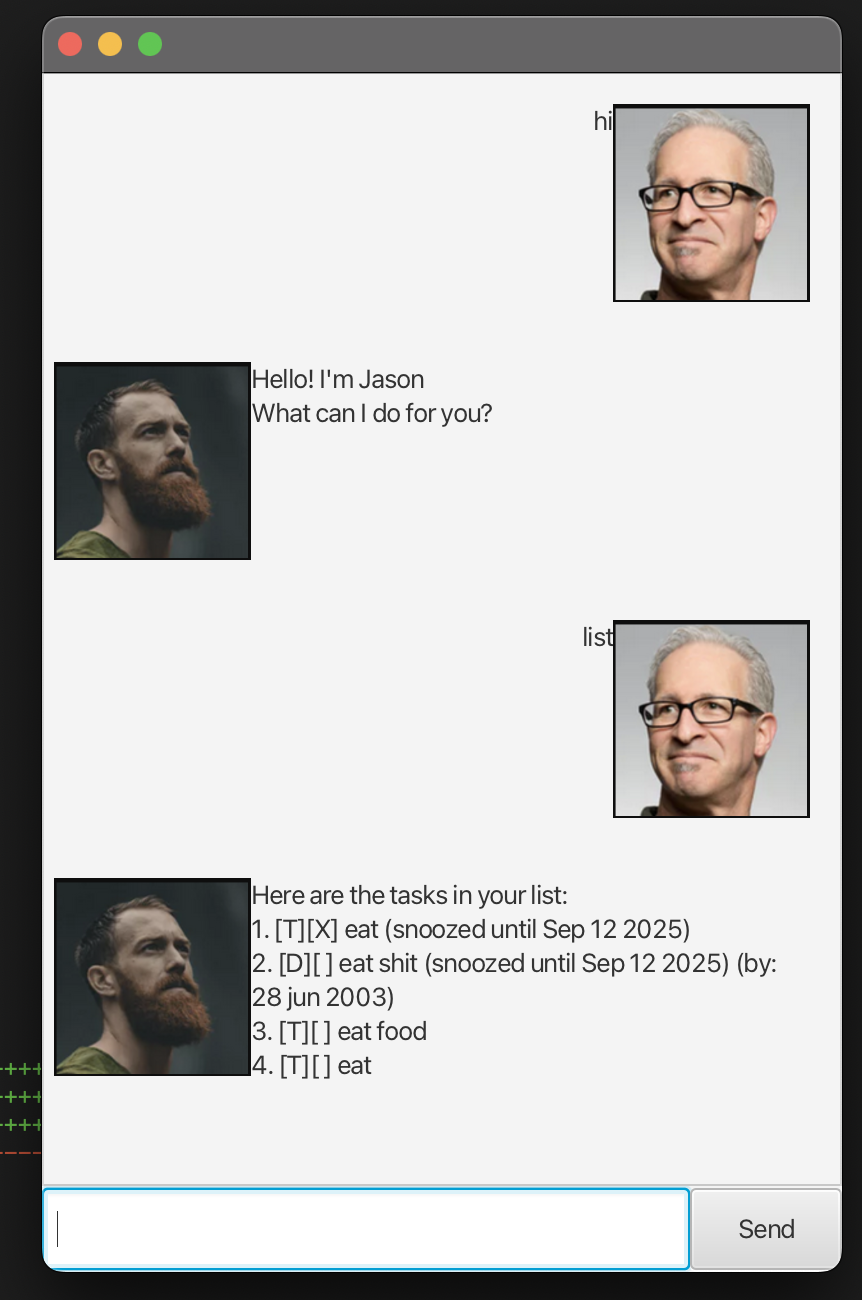 hi
Hello! I'm Jason
What can I do for you?
list
Here are the tasks in your list:
1. [T][X] eat (snoozed until Sep 12 2025)
2. [D][ ] eat shit (snoozed until Sep 12 2025) (by:
28 jun 2003)
3. [T][ ] eat food
4. [T][ ] eat
++++
++++
++++
----
Send